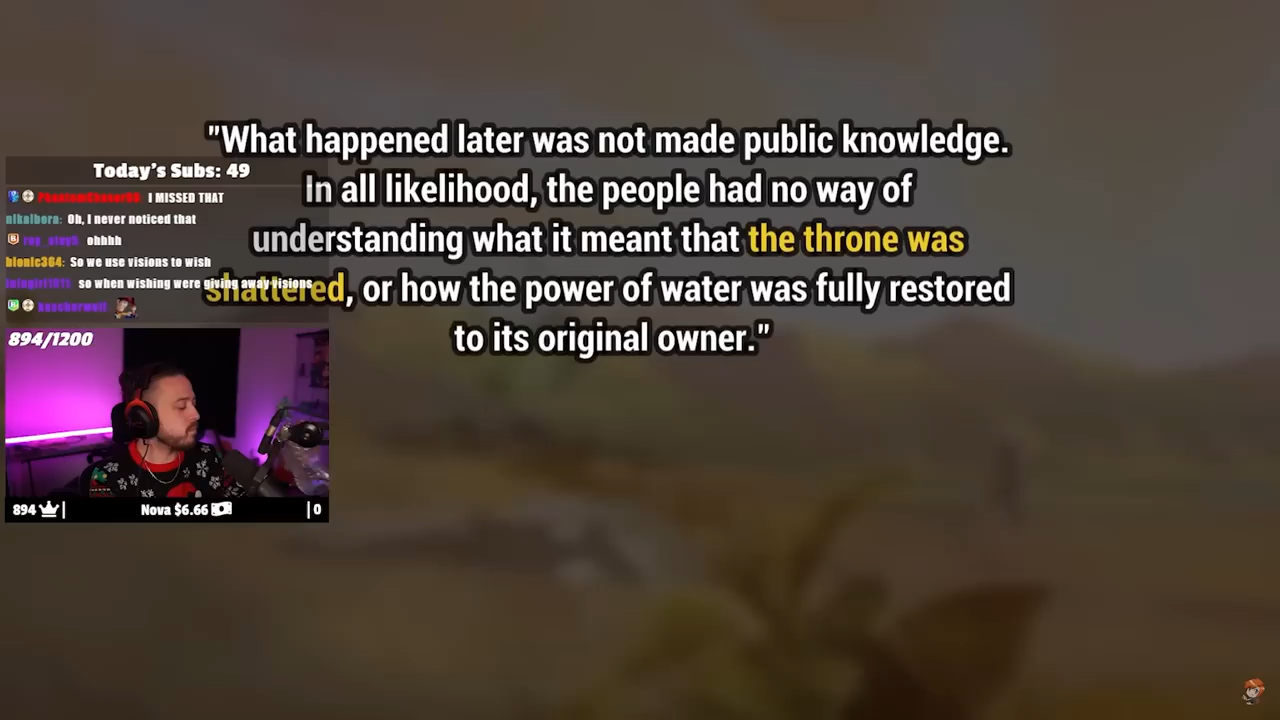 "What happened later was not made public knowledge.
In all likelihood, the people had no way of
understanding what it meant that the throne was
shattered, or how the power of water was fully restored
to its original owner."
Today's Subs: 49
I MISSED THAT
nikalbora: Oh, I never noticed that
ohhhh
bionic364: So we use visions to wish
so when wishing were giving away visions
894/1200
894 | Nova $6.66 | 0